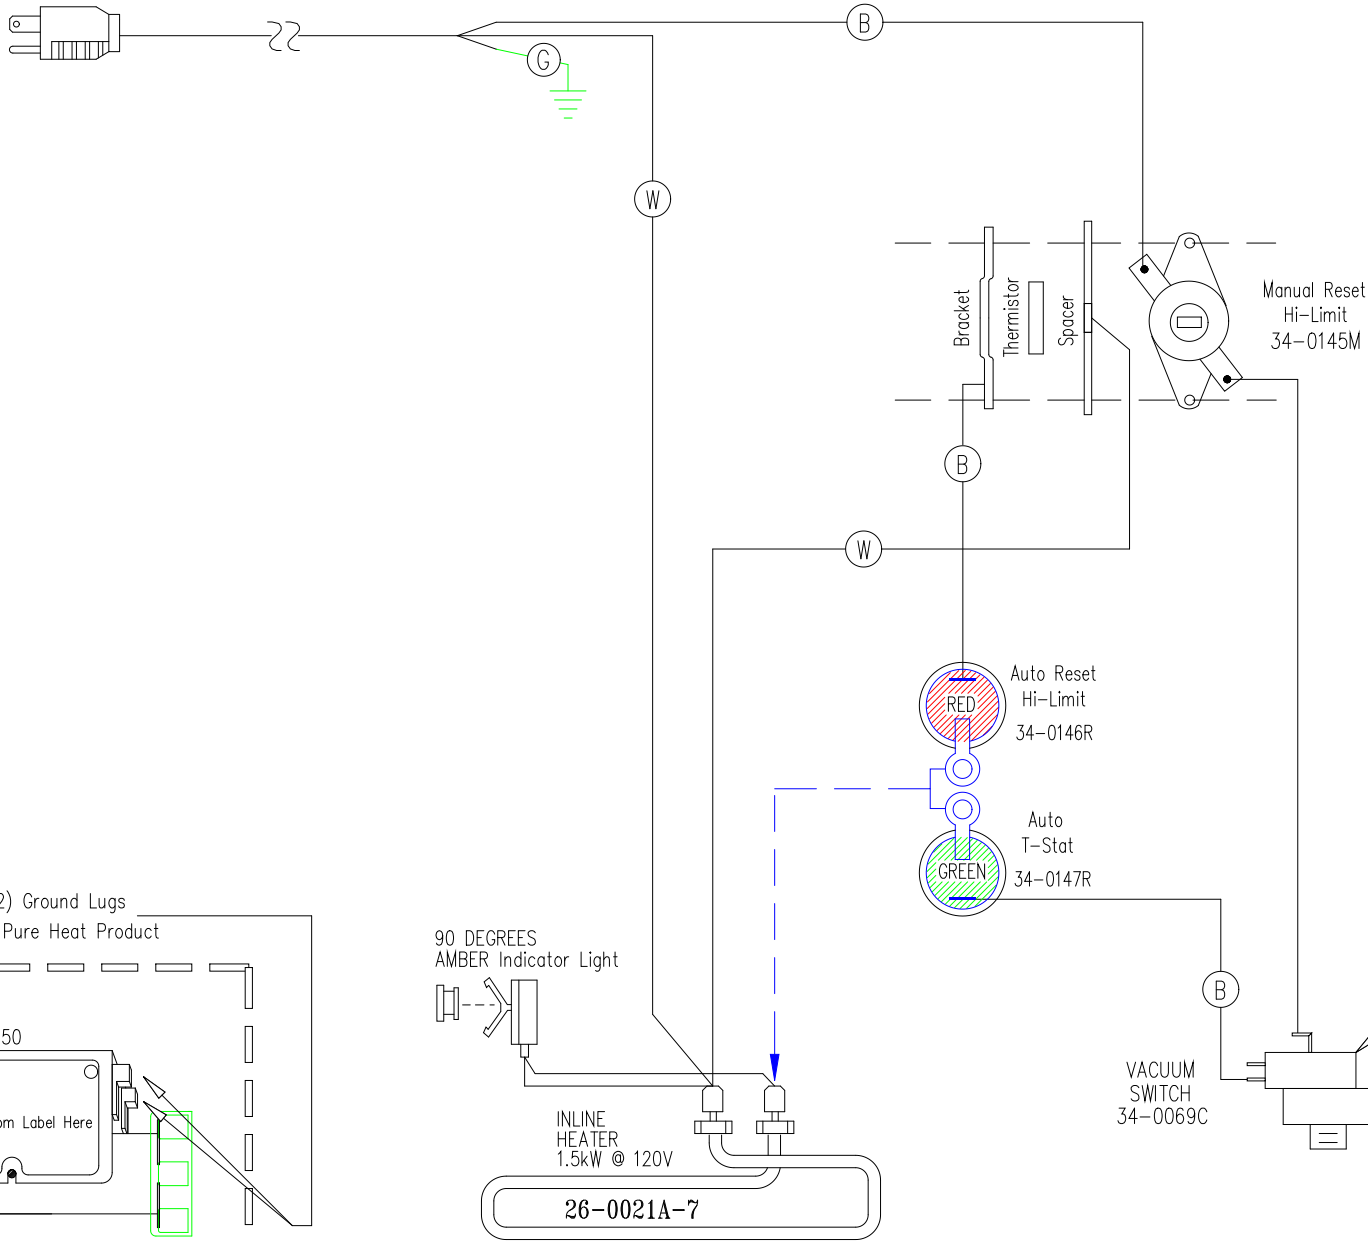 B
G
W
Bracket
Thermistor
Spacer
Manual Reset
Hi-Limit
34-0145M
B
W
RED
Auto Reset
Hi-Limit
34-0146R
Auto
T-Stat
34-0147R
GREEN
2) Ground Lugs
Pure Heat Product
90 DEGREES
AMBER Indicator Light
B
50
om Label Here
VACUUM
SWITCH
34-0069C
INLINE
HEATER
1.5kW @ 120V
26-0021A-7